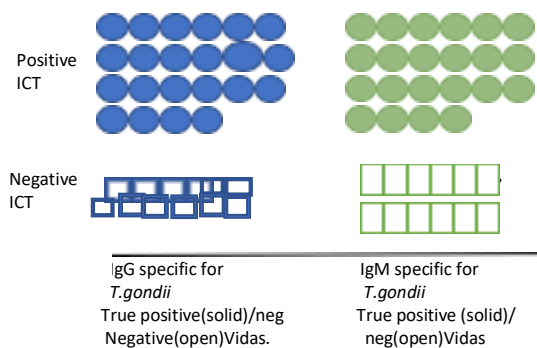 Positive
ICT
Negative
ICT
IgG specific for
T.gondii
True positive(solid)/neg
Negative(open)Vidas.
IgM specific for
T.gondii
True positive (solid)/
neg(open)Vidas